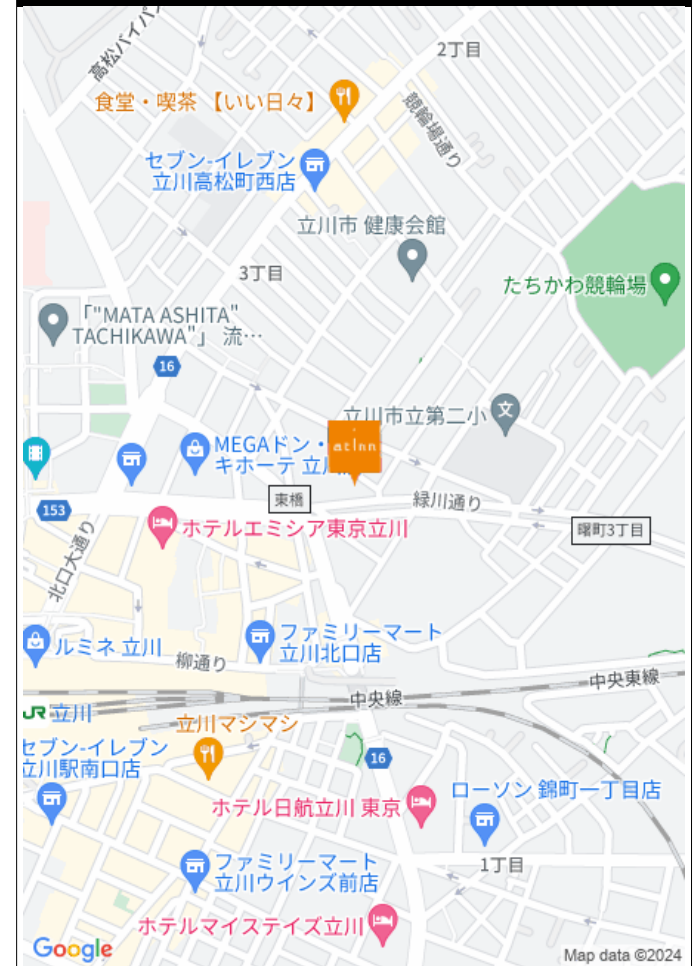 高松バイパ
2丁目
食堂・喫茶 【いい日々】
競輪場通り
セブン-イレブン
立川高松町西店
立川市 健康会館
3丁目
たちかわ競輪場
「"MATA ASHITA"
TACHIKAWA"」 流…
16
立川市立第二小
文
MEGAドン・
キホーテ 立川
atInn
153
東橋
緑川通り
ホテルエミシア東京立川
曙町3丁目
北口大通り
ファミリーマート
立川北口店
ルミネ 立川
柳通り
中央東線
中央線
JR 立川
立川マシマシ
セブン-イレブン
立川駅南口店
16
ローソン 錦町一丁目店
ホテル日航立川 東京
ファミリーマート
立川ウインズ前店
1丁目
ホテルマイステイズ立川
Google
Map data ©2024